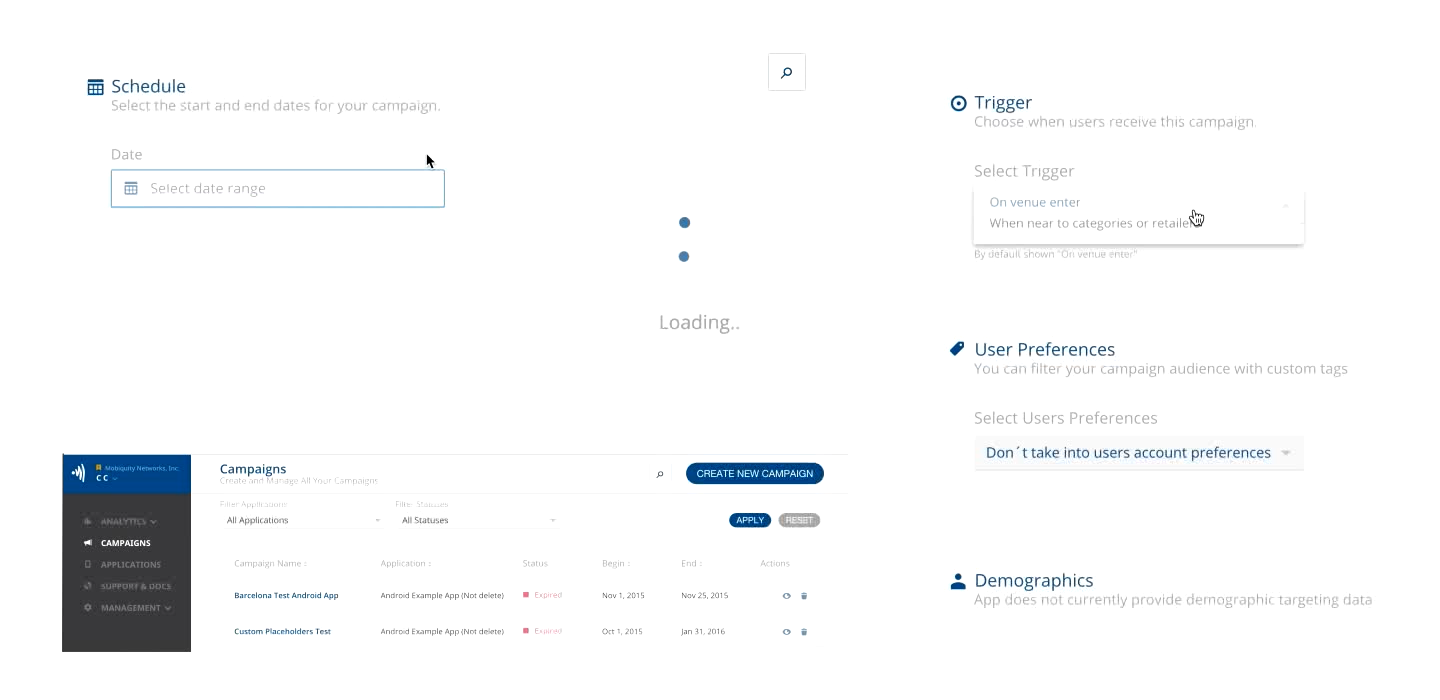 Schedule
Select the start and end dates for your campaign.
Date
Select date range
Loading..
Trigger
Choose when users receive this campaign.
Select Trigger
On venue enter
When near to categories or retailers
By default shown "On venue enter"
User Preferences
You can filter your campaign audience with custom tags
Select Users Preferences
Don´t take into users account preferences
Demographics
App does not currently provide demographic targeting data
Mobiquity Networks, Inc.
C C
ANALYTICS
CAMPAIGNS
APPLICATIONS
SUPPORT & DOCS
MANAGEMENT
Campaigns
Create and Manage All Your Campaigns
CREATE NEW CAMPAIGN
Filter Applications Filter Statuses
All Applications All Statuses APPLY RESET
Campaign Name Application Status Begin End Actions
Barcelona Test Android App Android Example App (Not delete) Expired Nov 1, 2015 Nov 25, 2015
Custom Placeholders Test Android Example App (Not delete) Expired Oct 1, 2015 Jan 31, 2016